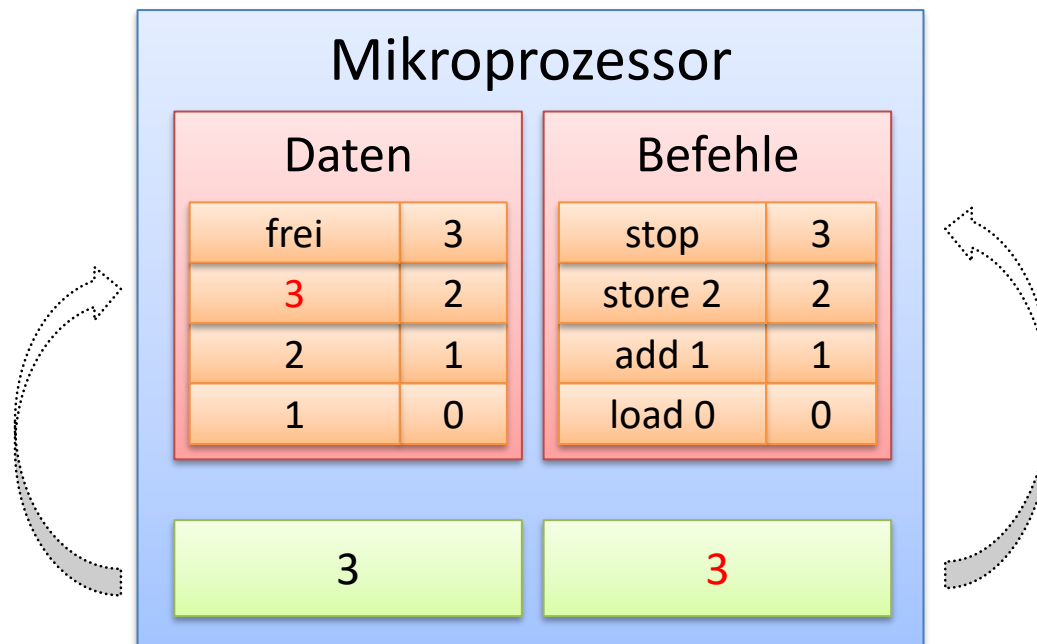 Mikroprozessor
Daten
frei 3
3 2
2 1
1 0
Befehle
stop 3
store 2 2
add 1 1
load 0 0
3
3